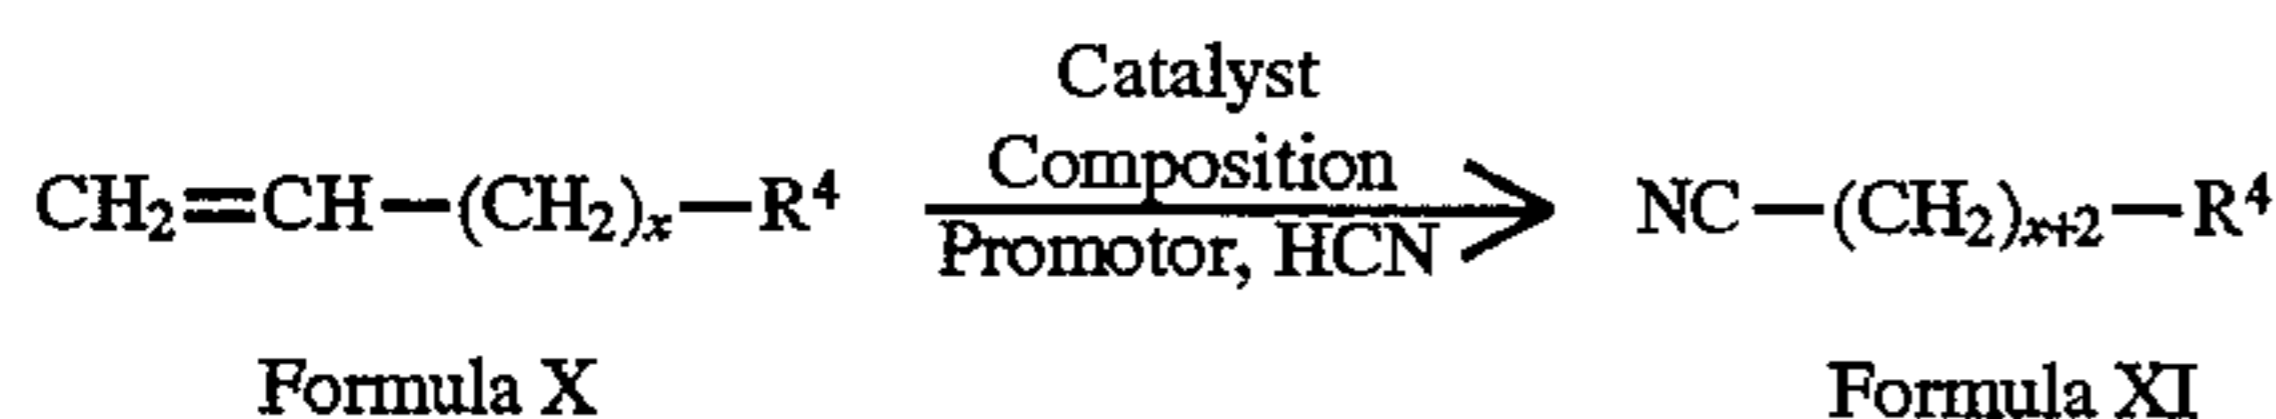 Catalyst
Composition
CH₂=CH—(CH₂)ₓ—R⁴ NC—(CH₂)ₓ₊₂—R⁴
Promotor, HCN
Formula X Formula XI